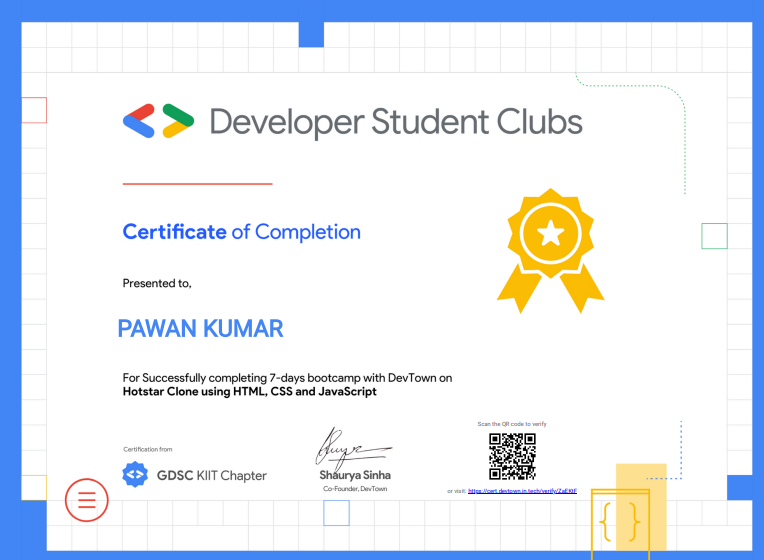 Developer Student Clubs
Certificate of Completion
Presented to,
PAWAN KUMAR
For Successfully completing 7-days bootcamp with DevTown on
Hotstar Clone using HTML, CSS and JavaScript
Scan the QR code to verify
Certification from
GDSC KIIT Chapter
Shaurya Sinha
Co-Founder, DevTown
or visit: https://cert.devtown.in.tech/verify/ZaEKtF
{ }